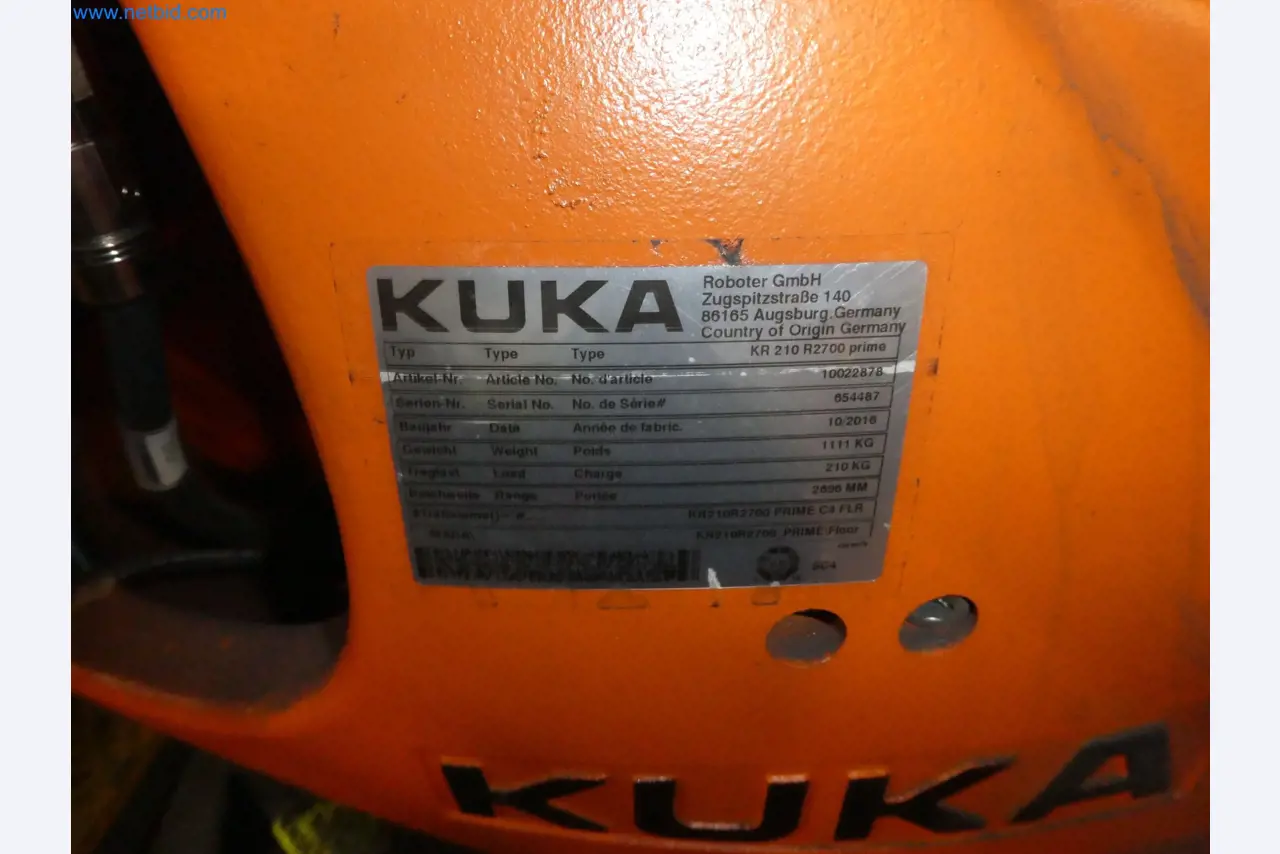 www.netbid.com
KUKA
Roboter GmbH
Zugspitzstraße 140
86165 Augsburg.Germany
Country of Origin Germany
Typ Type Type KR 210 R2700 prime
Artikel-Nr. Article No. No. d'article 10022878
Serien-Nr. Serial No. No. de Série# 654487
Baujahr Data Année de fabric. 10/2016
Gewicht Weight Poids 1111 KG
Traglast Load Charge 210 KG
Reichweite Range Portée 2696 MM
KR210R2700 PRIME C4 FLR
KR210R2700 PRIME Floor
KUKA